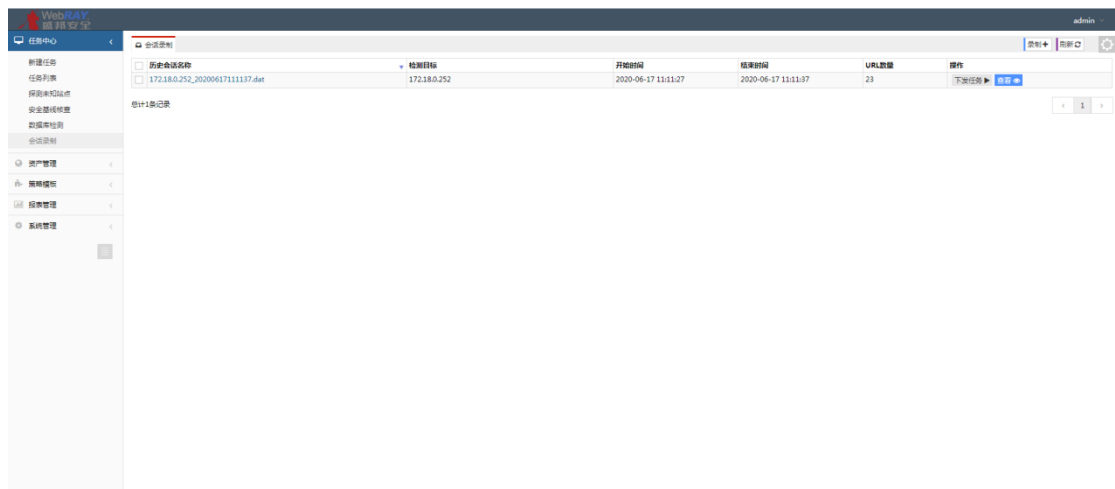 WebRAY
盛邦安全
admin
任务中心
会话录制
录制
刷新
新建任务
任务列表
探测未知站点
安全基线核查
数据库检测
会话录制
资产管理
策略模板
报表管理
系统管理
历史会话名称 检测目标 开始时间 结束时间 URL数量 操作
172.18.0.252_20200617111137.dat 172.18.0.252 2020-06-17 11:11:27 2020-06-17 11:11:37 23 下发任务 查看
总计1条记录
1